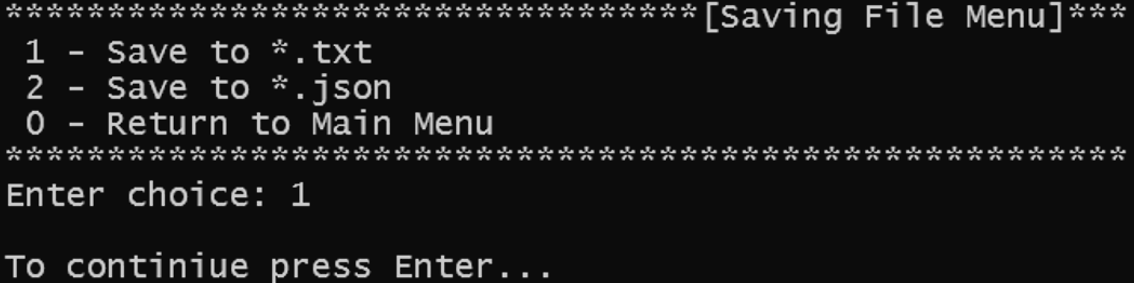 **********************************[Saving File Menu]***
 1 - Save to *.txt
 2 - Save to *.json
 0 - Return to Main Menu
*******************************************************
Enter choice: 1
To continiue press Enter...